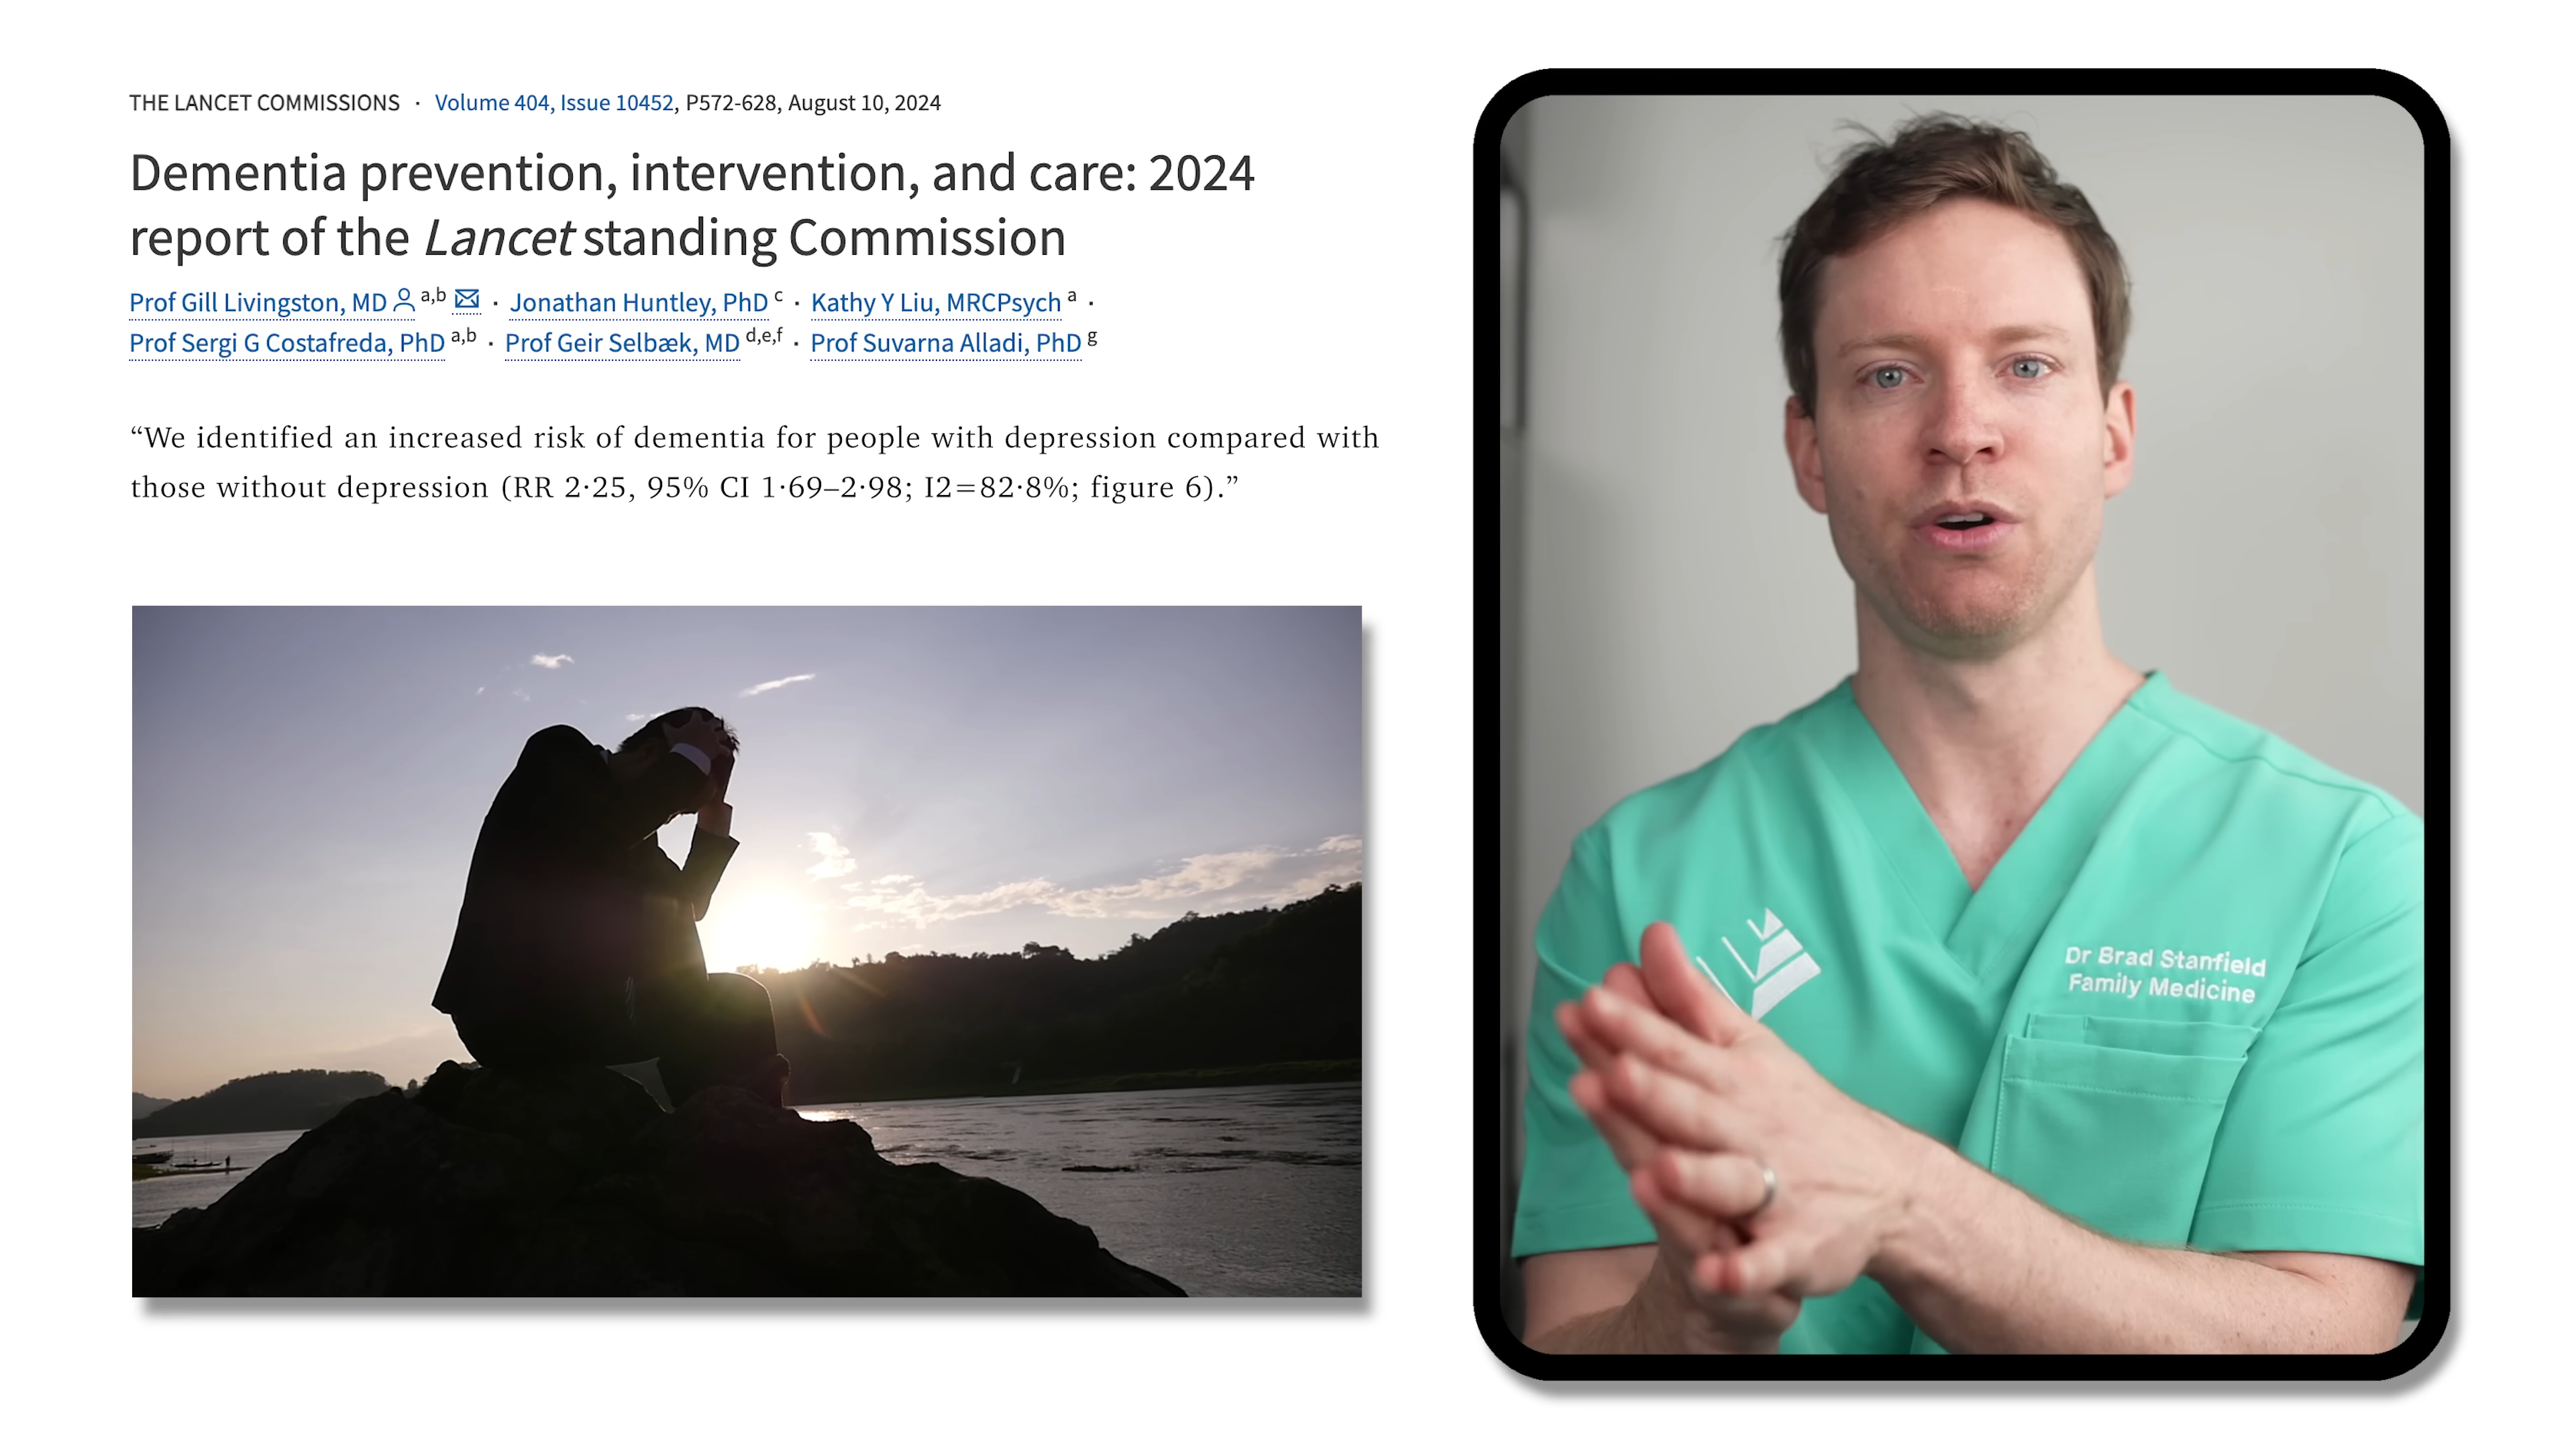 THE LANCET COMMISSIONS · Volume 404, Issue 10452, P572-628, August 10, 2024
Dementia prevention, intervention, and care: 2024
report of the Lancet standing Commission
Prof Gill Livingston, MD a,b · Jonathan Huntley, PhD c · Kathy Y Liu, MRCPsych a ·
Prof Sergi G Costafreda, PhD a,b · Prof Geir Selbæk, MD d,e,f · Prof Suvarna Alladi, PhD g
“We identified an increased risk of dementia for people with depression compared with
those without depression (RR 2·25, 95% CI 1·69–2·98; I2=82·8%; figure 6).”
Dr Brad Stanfield
Family Medicine